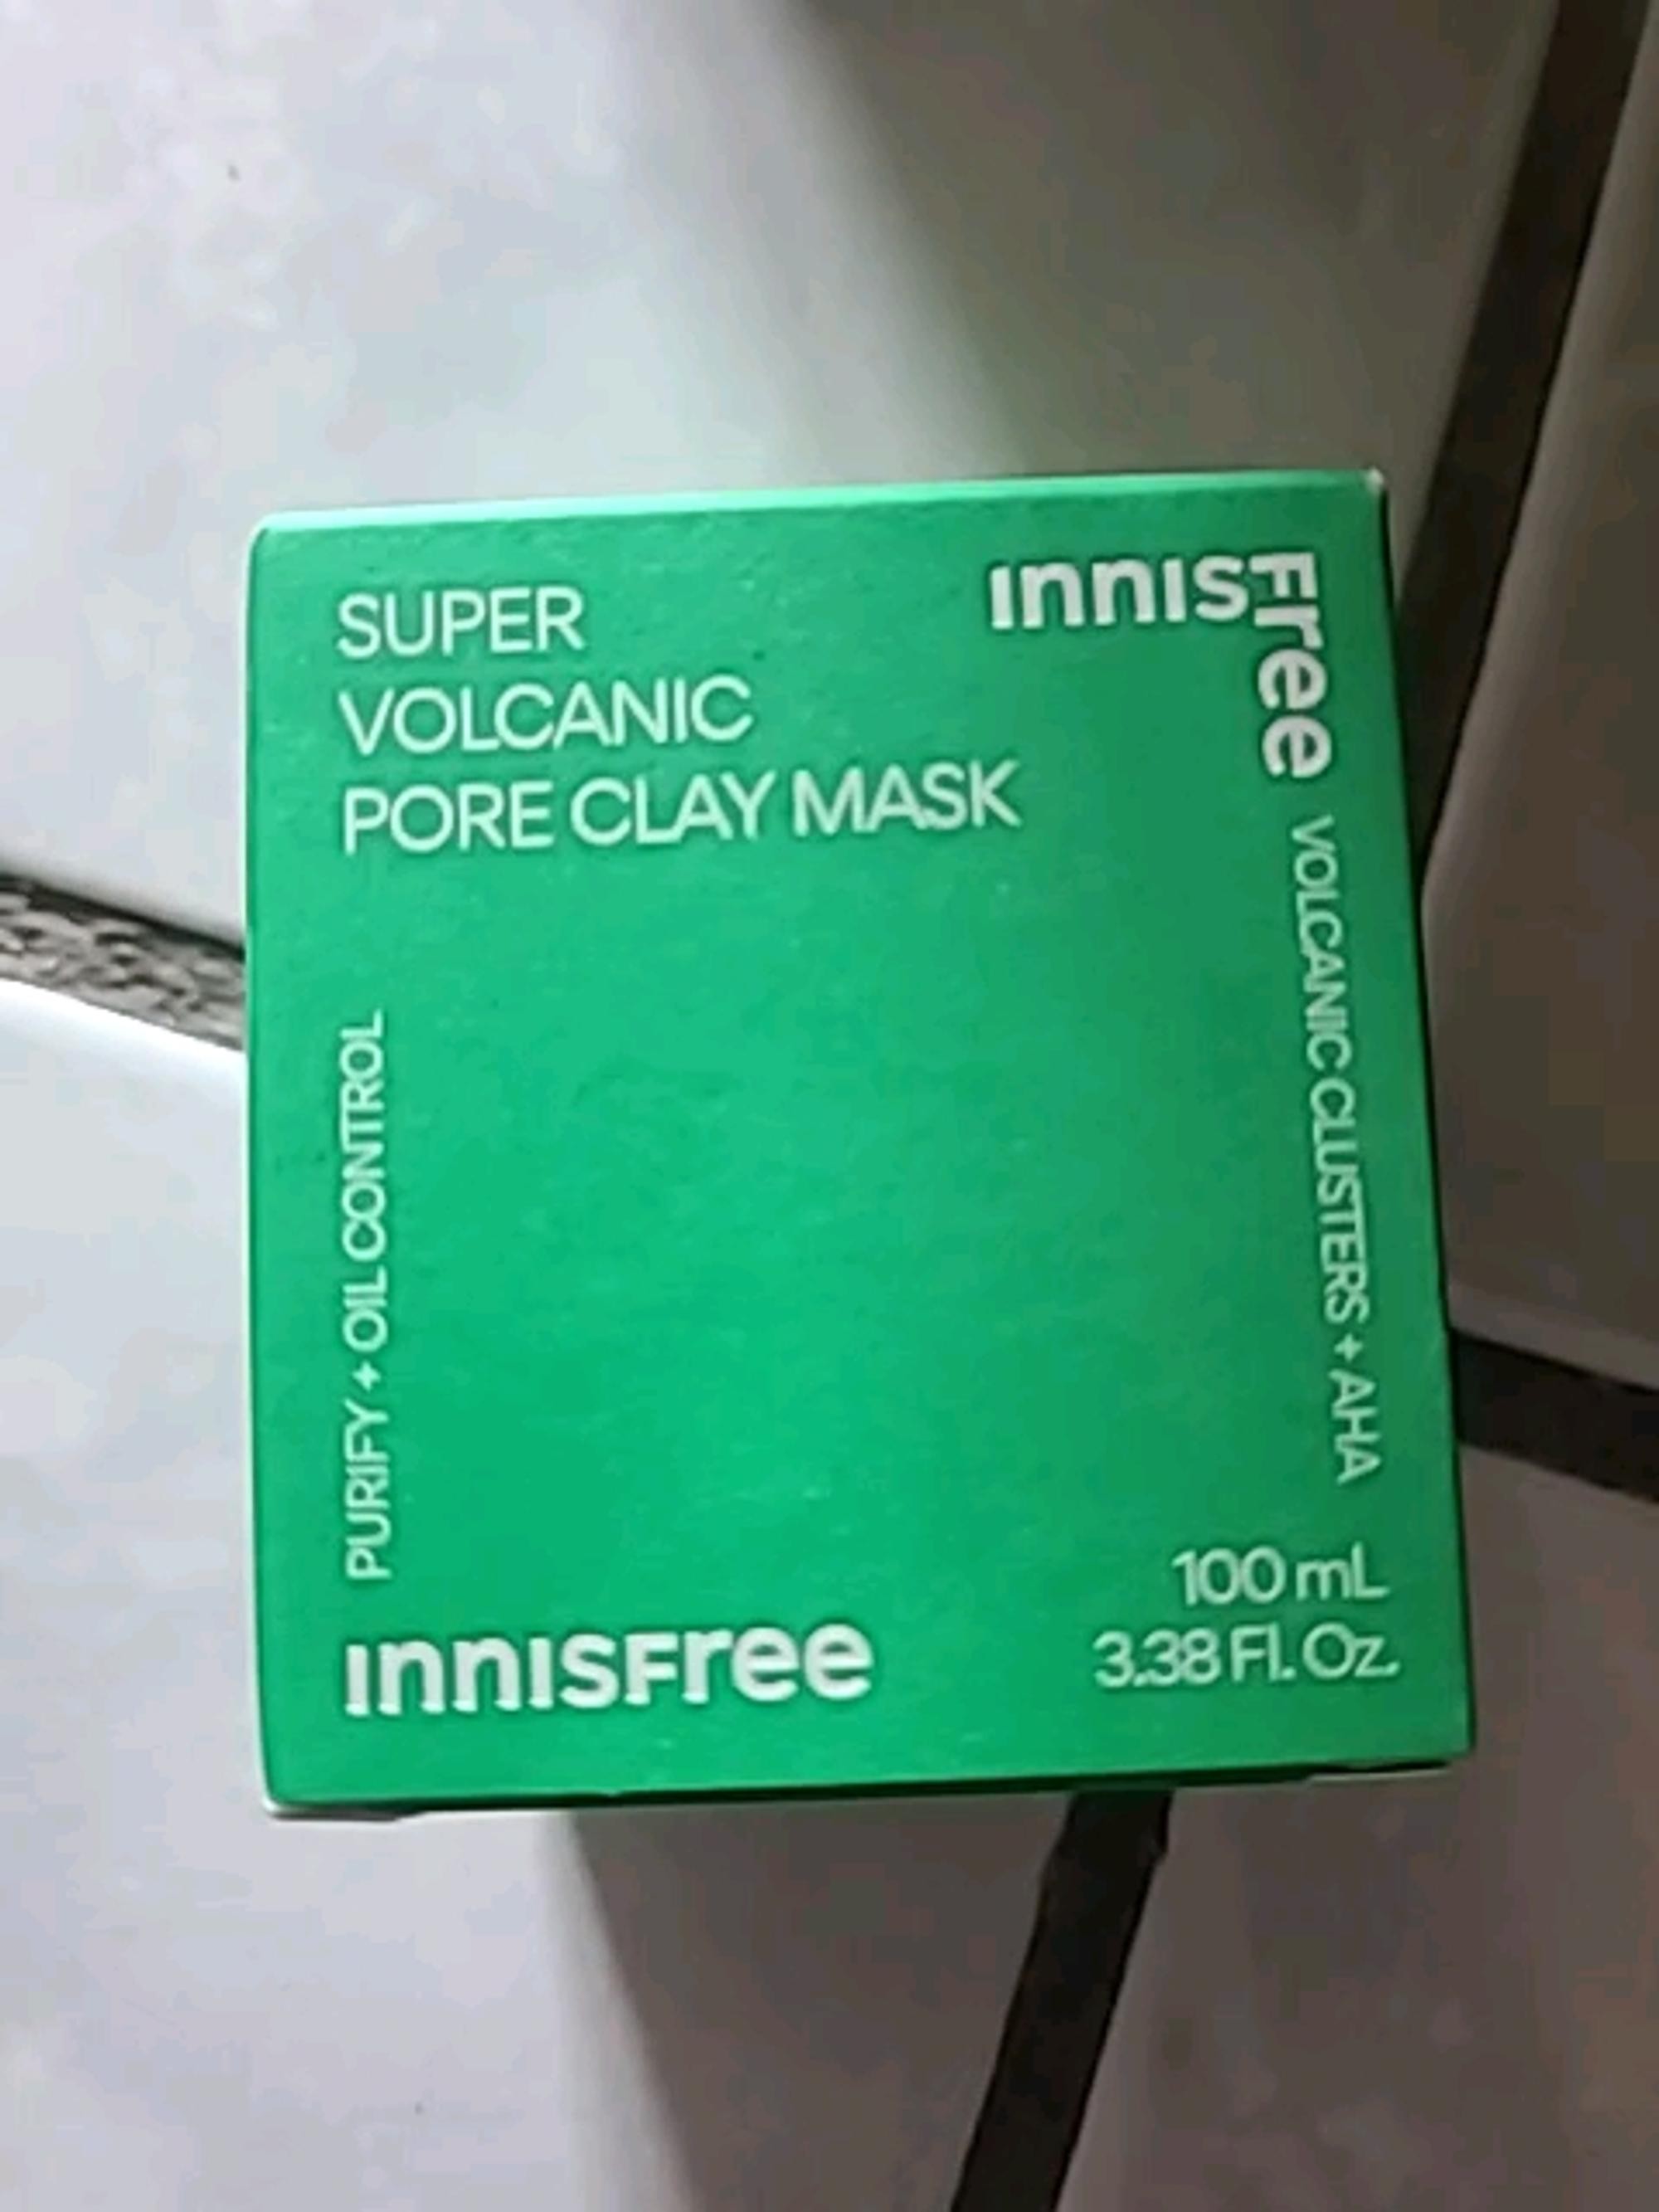 SUPER
VOLCANIC
PORE CLAY MASK
INNISFree
VOLCANIC CLUSTERS + AHA
PURIFY + OIL CONTROL
INNISFree
100 mL
3.38 Fl. Oz.